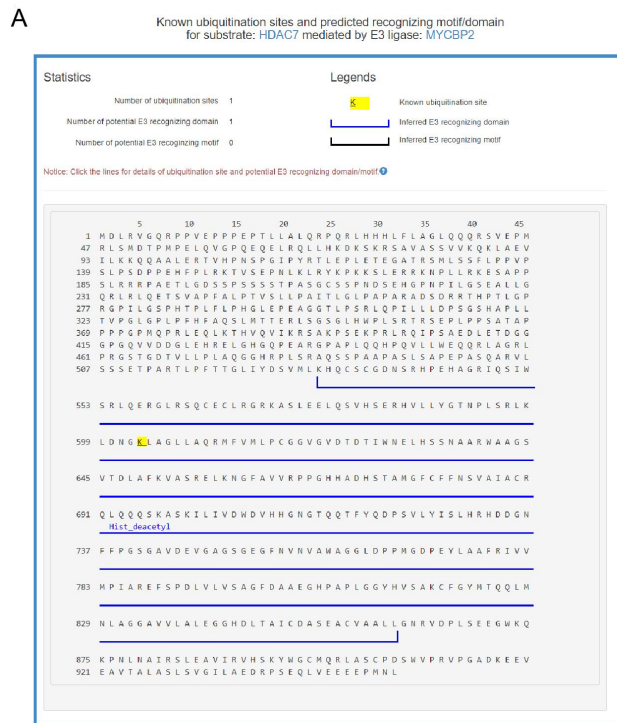 A
Known ubiquitination sites and predicted recognizing motif/domain
for substrate: HDAC7 mediated by E3 ligase: MYCBP2
Statistics
Legends
Number of ubiquitination sites 1
K Known ubiquitination site
Number of potential E3 recognizing domain 1
Inferred E3 recognizing domain
Number of potential E3 recoginzing motif 0
Inferred E3 recognizing motif
Notice: Click the lines for details of ubiquitination site and potential E3 recognizing domain/motif ?
5 10 15 20 25 30 35 40 45
1 M D L R V G Q R P P V E P P P E P T L L A L Q R P Q R L H H H L F L A G L Q Q Q R S V E P M
47 R L S M D T P M P E L Q V G P Q E Q E L R Q L L H K D K S K R S A V A S S V V K Q K L A E V
93 I L K K Q Q A A L E R T V H P N S P G I P Y R T L E P L E T E G A T R S M L S S F L P P V P
139 S L P S D P P E H F P L R K T V S E P N L K L R Y K P K K S L E R R K N P L L R K E S A P P
185 S L R R R P A E T L G D S S P S S S S T P A S G C S S P N D S E H G P N P I L G S E A L L G
231 Q R L R L Q E T S V A P F A L P T V S L L P A I T L G L P A P A R A D S D R R T H P T L G P
277 R G P I L G S P H T P L F L P H G L E P E A G G T L P S R L Q P I L L L D P S G S H A P L L
323 T V P G L G P L P F H F A Q S L M T T E R L S G S G L H W P L S R T R S E P L P P S A T A P
369 P P P G P M Q P R L E Q L K T H V Q V I K R S A K P S E K P R L R Q I P S A E D L E T D G G
415 G P G Q V V D D G L E H R E L G H G Q P E A R G P A P L Q Q H P Q V L L W E Q Q R L A G R L
461 P R G S T G D T V L L P L A Q G G H R P L S R A Q S S P A A P A S L S A P E P A S Q A R V L
507 S S S E T P A R T L P F T T G L I Y D S V M L K H Q C S C G D N S R H P E H A G R I Q S I W
553 S R L Q E R G L R S Q C E C L R G R K A S L E E L Q S V H S E R H V L L Y G T N P L S R L K
599 L D N G K L A G L L A Q R M F V M L P C G G V G V D T D T I W N E L H S S N A A R W A A G S
645 V T D L A F K V A S R E L K N G F A V V R P P G H H A D H S T A M G F C F F N S V A I A C R
691 Q L Q Q Q S K A S K I L I V D W D V H H G N G T Q Q T F Y Q D P S V L Y I S L H R H D D G N
Hist_deacetyl
737 F F P G S G A V D E V G A G S G E G F N V N V A W A G G L D P P M G D P E Y L A A F R I V V
783 M P I A R E F S P D L V L V S A G F D A A E G H P A P L G G Y H V S A K C F G Y M T Q Q L M
829 N L A G G A V V L A L E G G H D L T A I C D A S E A C V A A L L G N R V D P L S E E G W K Q
875 K P N L N A I R S L E A V I R V H S K Y W G C M Q R L A S C P D S W V P R V P G A D K E E V
921 E A V T A L A S L S V G I L A E D R P S E Q L V E E E E P M N L